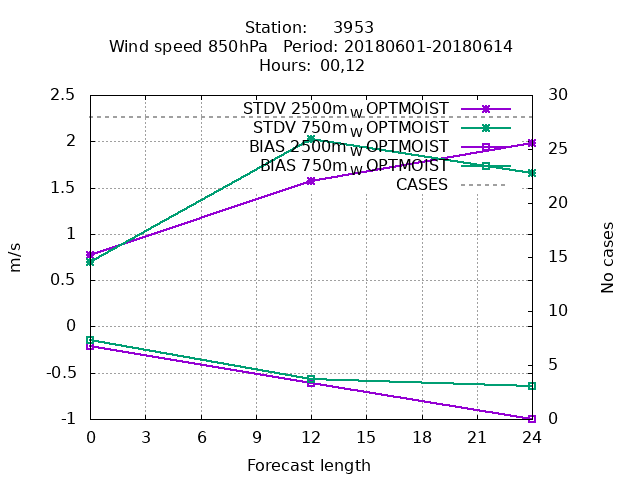 Station: 3953
Wind speed 850hPa Period: 20180601-20180614
Hours: 00,12
2.5
2
1.5
1
0.5
0
-0.5
-1
30
25
20
15
10
5
0
STDV 2500m_W OPTMOIST
STDV 750m_W OPTMOIST
BIAS 2500m_W OPTMOIST
BIAS 750m_W OPTMOIST
CASES
m/s
No cases
0 3 6 9 12 15 18 21 24
Forecast length